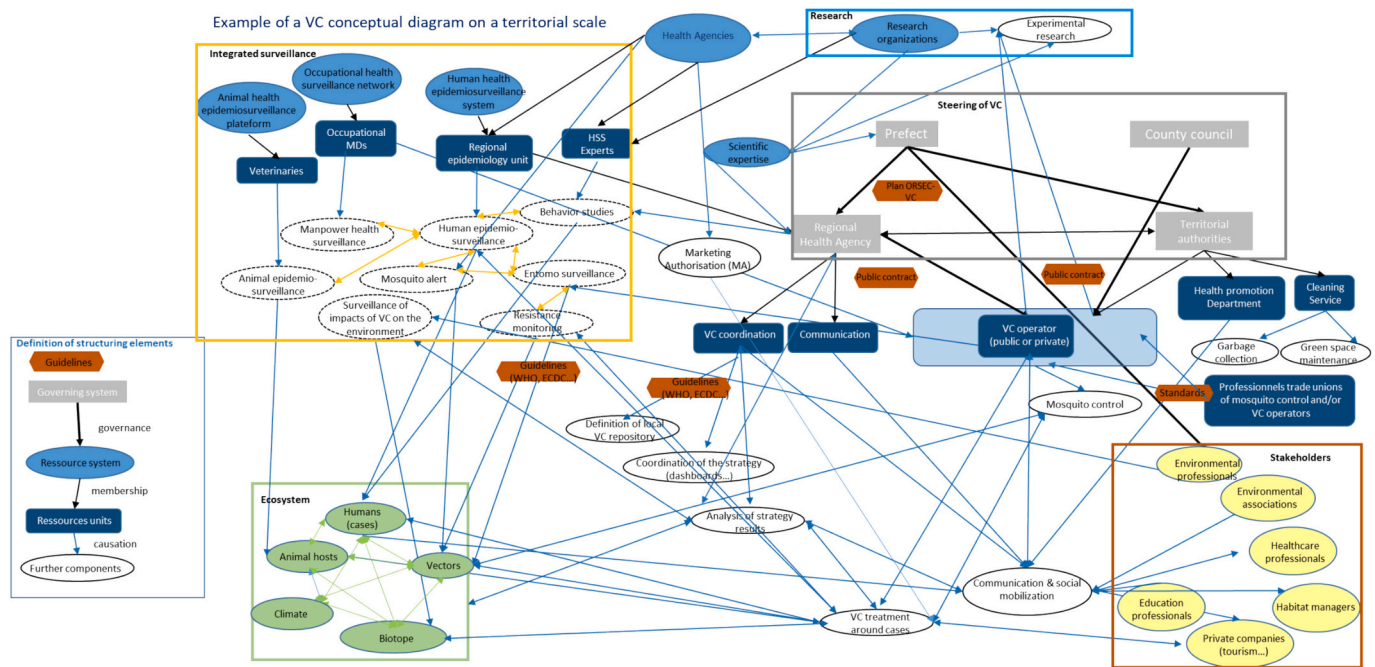 Example of a VC conceptual diagram on a territorial scale
Research
Health Agencies
Research
organizations
Experimental
research
Integrated surveillance
Occupational health
surveillance network
Human health
epidemiosurveillance
system
Animal health
epidemiosurveillance
plateform
Occupational
MDs
Regional
epidemiology unit
HSS
Experts
Veterinaries
Scientific
expertise
Steering of VC
Prefect
County council
Plan ORSEC-
VC
Regional
Health Agency
Territorial
authorities
Behavior studies
Manpower health
surveillance
Human epidemio-
surveillance
Marketing
Authorisation (MA)
Public contract
Public contract
Animal epidemio-
surveillance
Mosquito alert
Entomo surveillance
Surveillance of
impacts of VC on the
environment
Resistance
monitoring
Health promotion
Department
Cleaning
Service
VC coordination
Communication
VC operator
(public or private)
Garbage
collection
Green space
maintenance
Definition of structuring elements
Guidelines
Governing system
governance
Ressource system
membership
Ressources units
causation
Further components
Guidelines
(WHO, ECDC...)
Guidelines
(WHO, ECDC...)
Standards
Professionnels trade unions
of mosquito control and/or
VC operators
Mosquito control
Definition of local
VC repository
Coordination of the strategy
(dashboards...)
Analysis of strategy
results
Stakeholders
Environmental
professionals
Environmental
associations
Healthcare
professionals
Habitat managers
Education
professionals
Private companies
(tourism...)
Ecosystem
Humans
(cases)
Animal hosts
Vectors
Climate
Biotope
Communication & social
mobilization
VC treatment
around cases